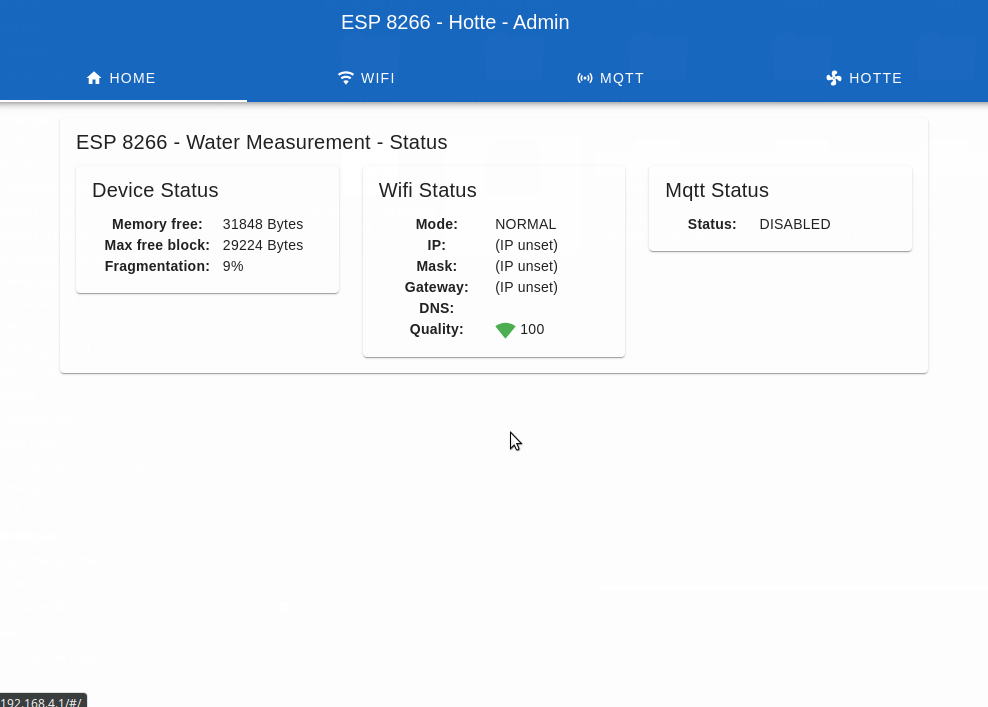 ESP 8266 - Hotte - Admin
HOME WIFI MQTT HOTTE
ESP 8266 - Water Measurement - Status
Device Status
Memory free: 31848 Bytes
Max free block: 29224 Bytes
Fragmentation: 9%
Wifi Status
Mode: NORMAL
IP: (IP unset)
Mask: (IP unset)
Gateway: (IP unset)
DNS:
Quality: 100
Mqtt Status
Status: DISABLED
192.168.4.1/#/